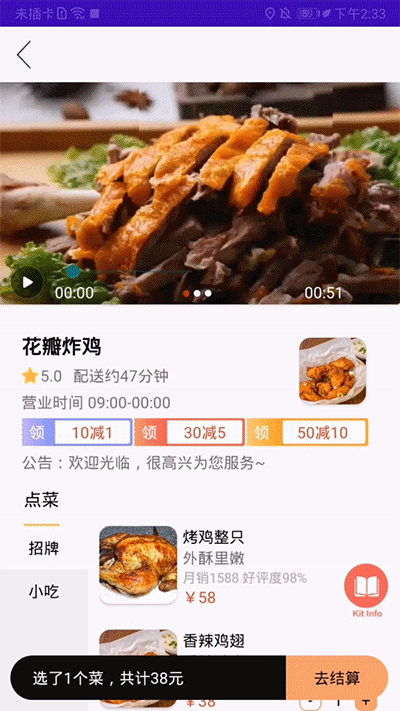 未插卡 下午2:33
00:00 00:51
花瓣炸鸡
5.0 配送约47分钟
营业时间 09:00-00:00
领 10减1 领 30减5 领 50减10
公告：欢迎光临，很高兴为您服务~
点菜
招牌
小吃
烤鸡整只
外酥里嫩
月销1588 好评度98%
￥58
Kit Info
香辣鸡翅
选了1个菜，共计38元 去结算
￥38 - 1 +